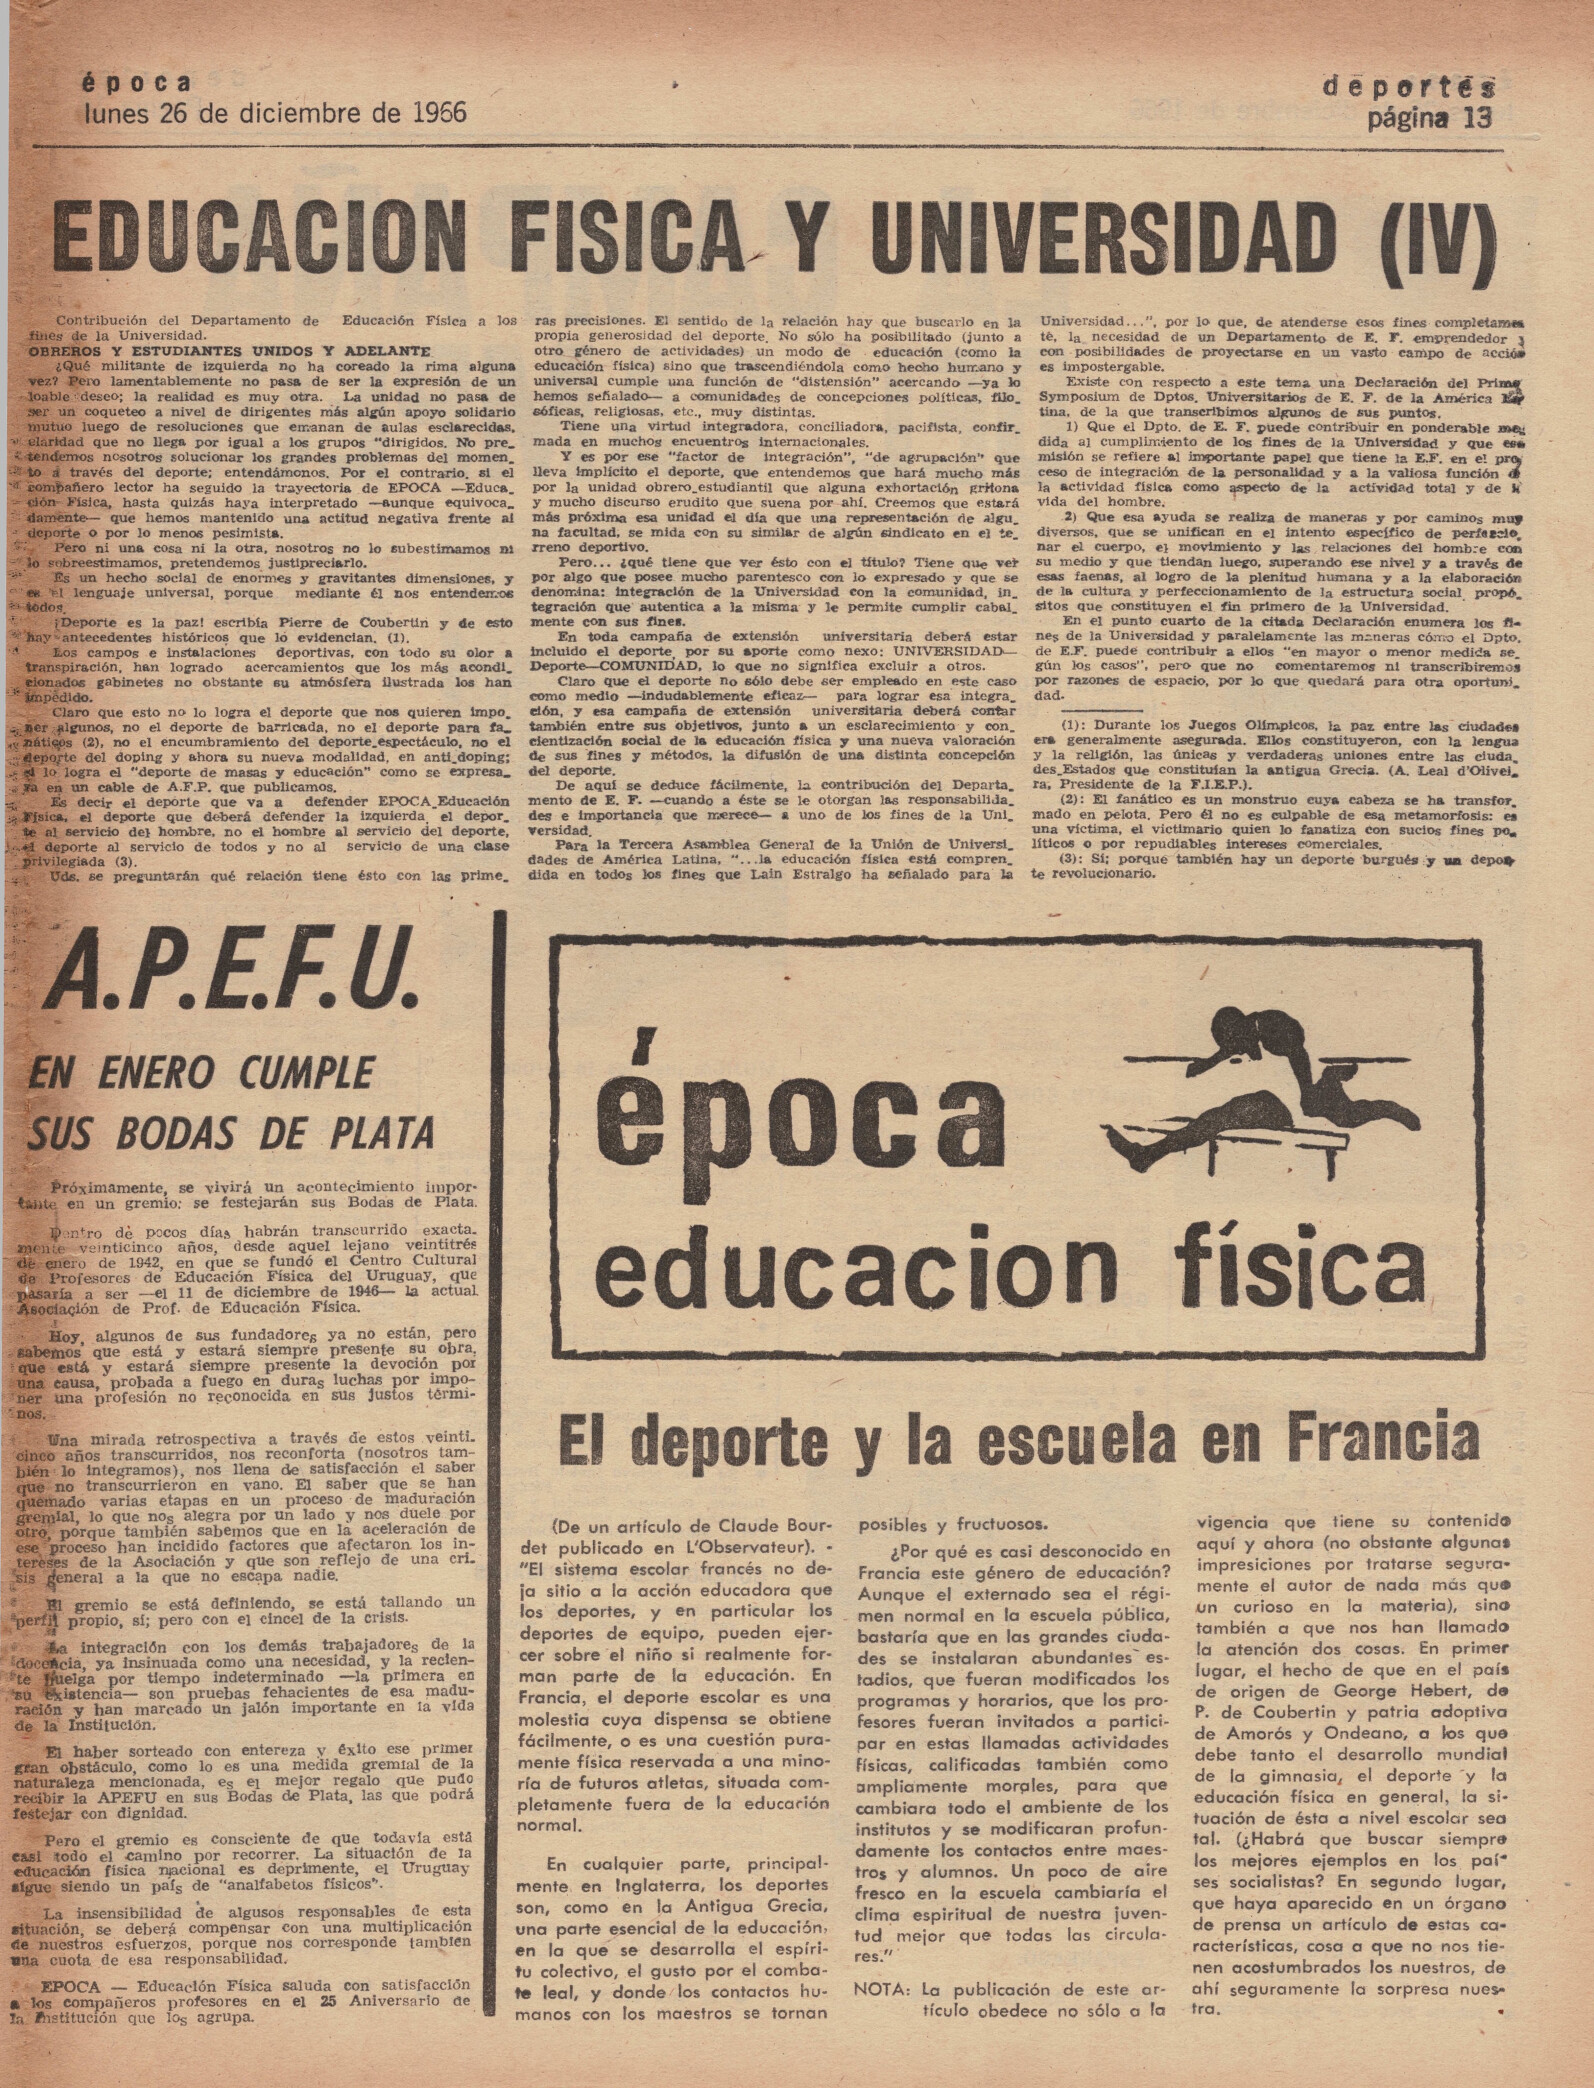 época
lunes 26 de diciembre de 1966
deportes
página 13
EDUCACION FISICA Y UNIVERSIDAD (IV)
Contribución del Departamento de Educación Física a los
fines de la Universidad.
OBREROS Y ESTUDIANTES UNIDOS Y ADELANTE
¿Qué militante de izquierda no ha coreado la rima alguna
vez? Pero lamentablemente no pasa de ser la expresión de un
loable deseo; la realidad es muy otra. La unidad no pasa de
ser un coqueteo a nivel de dirigentes más algún apoyo solidario
mutuo luego de resoluciones que emanan de aulas esclarecidas,
claridad que no llega por igual a los grupos "dirigidos. No pre_
tendemos nosotros solucionar los grandes problemas del momen_
to a través del deporte; entendámonos. Por el contrario, si el
compañero lector ha seguido la trayectoria de EPOCA —Educa_
ción Física, hasta quizás haya interpretado —aunque equivoca_
damente— que hemos mantenido una actitud negativa frente al
deporte o por lo menos pesimista.
Pero ni una cosa ni la otra, nosotros no lo subestimamos ni
lo sobreestimamos, pretendemos justipreciarlo.
Es un hecho social de enormes y gravitantes dimensiones, y
es el lenguaje universal, porque mediante él nos entendemos
todos.
¡Deporte es la paz! escribía Pierre de Coubertin y de esto
hay antecedentes históricos que lo evidencian. (1).
Los campos e instalaciones deportivas, con todo su olor a
transpiración, han logrado acercamientos que los más acondi_
cionados gabinetes no obstante su atmósfera ilustrada los han
impedido.
Claro que esto no lo logra el deporte que nos quieren impo_
ner algunos, no el deporte de barricada, no el deporte para fa_
náticos (2), no el encumbramiento del deporte_espectáculo, no el
deporte del doping y ahora su nueva modalidad, en anti_doping;
si lo logra el "deporte de masas y educación" como se expresa_
ya en un cable de A.F.P. que publicamos.
Es decir el deporte que va a defender EPOCA_Educación
Física, el deporte que deberá defender la izquierda, el depor_
te al servicio del hombre, no el hombre al servicio del deporte,
el deporte al servicio de todos y no al servicio de una clase
privilegiada (3).
Uds. se preguntarán qué relación tiene ésto con las prime_
ras precisiones. El sentido de la relación hay que buscarlo en la
propia generosidad del deporte. No sólo ha posibilitado (junto a
otro género de actividades) un modo de educación (como la
educación física) sino que trascendiéndola como hecho humano y
universal cumple una función de "distensión" acercando —ya lo
hemos señalado— a comunidades de concepciones políticas, filo_
sóficas, religiosas, etc., muy distintas.
Tiene una virtud integradora, conciliadora, pacifista, confir_
mada en muchos encuentros internacionales.
Y es por ese "factor de integración", "de agrupación" que
lleva implícito el deporte, que entendemos que hará mucho más
por la unidad obrero_estudiantil que alguna exhortación gritona
y mucho discurso erudito que suena por ahí. Creemos que estará
más próxima esa unidad el día que una representación de algu_
na facultad, se mida con su similar de algún sindicato en el te_
rreno deportivo.
Pero... ¿qué tiene que ver ésto con el título? Tiene que ver
por algo que posee mucho parentesco con lo expresado y que se
denomina: integración de la Universidad con la comunidad, in_
tegración que autentica a la misma y le permite cumplir cabal_
mente con sus fines.
En toda campaña de extensión universitaria deberá estar
incluido el deporte por su aporte como nexo: UNIVERSIDAD—
Deporte—COMUNIDAD, lo que no significa excluir a otros.
Claro que el deporte no sólo debe ser empleado en este caso
como medio —indudablemente eficaz— para lograr esa integra_
ción, y esa campaña de extensión universitaria deberá contar
también entre sus objetivos, junto a un esclarecimiento y con_
cientización social de la educación física y una nueva valoración
de sus fines y métodos, la difusión de una distinta concepción
del deporte.
De aquí se deduce fácilmente, la contribución del Departa_
mento de E. F. —cuando a éste se le otorgan las responsabilida_
des e importancia que merece— a uno de los fines de la Uni_
versidad.
Para la Tercera Asamblea General de la Unión de Universi_
dades de América Latina, "...la educación física está compren_
dida en todos los fines que Laín Estralgo ha señalado para la
Universidad...", por lo que, de atenderse esos fines completamen
te, la necesidad de un Departamento de E. F. emprendedor y
con posibilidades de proyectarse en un vasto campo de acción
es impostergable.
Existe con respecto a este tema una Declaración del Primer
Symposium de Dptos. Universitarios de E. F. de la América La
tina, de la que transcribimos algunos de sus puntos.
1) Que el Dpto. de E. F. puede contribuir en ponderable me_
dida al cumplimiento de los fines de la Universidad y que esa
misión se refiere al importante papel que tiene la E.F. en el pro
ceso de integración de la personalidad y a la valiosa función de
la actividad física como aspecto de la actividad total y de la
vida del hombre.
2) Que esa ayuda se realiza de maneras y por caminos muy
diversos, que se unifican en el intento específico de perfeccio_
nar el cuerpo, el movimiento y las relaciones del hombre con
su medio y que tiendan luego, superando ese nivel y a través de
esas faenas, al logro de la plenitud humana y a la elaboración
de la cultura y perfeccionamiento de la estructura social propó_
sitos que constituyen el fin primero de la Universidad.
En el punto cuarto de la citada Declaración enumera los fi_
nes de la Universidad y paralelamente las maneras cómo el Dpto.
de E.F. puede contribuir a ellos "en mayor o menor medida se_
gún los casos", pero que no comentaremos ni transcribiremos
por razones de espacio, por lo que quedará para otra oportuni_
dad.
(1): Durante los Juegos Olímpicos, la paz entre las ciudades
era generalmente asegurada. Ellos constituyeron, con la lengua
y la religión, las únicas y verdaderas uniones entre las ciuda_
des_Estados que constituían la antigua Grecia. (A. Leal d'Olivei_
ra, Presidente de la F.I.E.P.).
(2): El fanático es un monstruo cuya cabeza se ha transfor_
mado en pelota. Pero él no es culpable de esa metamorfosis: es
una víctima, el victimario quien lo fanatiza con sucios fines po_
líticos o por repudiables intereses comerciales.
(3): Sí; porque también hay un deporte burgués y un depor
te revolucionario.
A.P.E.F.U.
EN ENERO CUMPLE
SUS BODAS DE PLATA
Próximamente, se vivirá un acontecimiento impor-
tante en un gremio: se festejarán sus Bodas de Plata.
Dentro de pocos días habrán transcurrido exacta_
mente veinticinco años, desde aquel lejano veintitrés
de enero de 1942, en que se fundó el Centro Cultural
de Profesores de Educación Física del Uruguay, que
pasaría a ser —el 11 de diciembre de 1946— la actual
Asociación de Prof. de Educación Física.
Hoy, algunos de sus fundadores ya no están, pero
sabemos que está y estará siempre presente su obra,
que está y estará siempre presente la devoción por
una causa, probada a fuego en duras luchas por impo-
ner una profesión no reconocida en sus justos térmi-
nos.
Una mirada retrospectiva a través de estos veinti_
cinco años transcurridos, nos reconforta (nosotros tam-
bién lo integramos), nos llena de satisfacción el saber
que no transcurrieron en vano. El saber que se han
quemado varias etapas en un proceso de maduración
gremial, lo que nos alegra por un lado y nos duele por
otro, porque también sabemos que en la aceleración de
ese proceso han incidido factores que afectaron los in-
tereses de la Asociación y que son reflejo de una cri-
sis general a la que no escapa nadie.
El gremio se está definiendo, se está tallando un
perfil propio, sí; pero con el cincel de la crisis.
La integración con los demás trabajadores de la
docencia, ya insinuada como una necesidad, y la recien-
te huelga por tiempo indeterminado —la primera en
su existencia— son pruebas fehacientes de esa madu-
ración y han marcado un jalón importante en la vida
de la Institución.
El haber sorteado con entereza y éxito ese primer
gran obstáculo, como lo es una medida gremial de la
naturaleza mencionada, es el mejor regalo que pudo
recibir la APEFU en sus Bodas de Plata, las que podrá
festejar con dignidad.
Pero el gremio es consciente de que todavía está
casi todo el camino por recorrer. La situación de la
educación física nacional es deprimente, el Uruguay
sigue siendo un país de "analfabetos físicos".
La insensibilidad de algusos responsables de esta
situación, se deberá compensar con una multiplicación
de nuestros esfuerzos, porque nos corresponde también
una cuota de esa responsabilidad.
EPOCA — Educación Física saluda con satisfacción
a los compañeros profesores en el 25 Aniversario de
la Institución que los agrupa.
época
educacion física
El deporte y la escuela en Francia
(De un artículo de Claude Bour-
det publicado en L'Observateur). -
"El sistema escolar francés no de-
ja sitio a la acción educadora que
los deportes, y en particular los
deportes de equipo, pueden ejer-
cer sobre el niño si realmente for-
man parte de la educación. En
Francia, el deporte escolar es una
molestia cuya dispensa se obtiene
fácilmente, o es una cuestión pura-
mente física reservada a una mino-
ría de futuros atletas, situada com-
pletamente fuera de la educación
normal.
En cualquier parte, principal-
mente en Inglaterra, los deportes
son, como en la Antigua Grecia,
una parte esencial de la educación,
en la que se desarrolla el espíri-
tu colectivo, el gusto por el comba-
te leal, y donde los contactos hu-
manos con los maestros se tornan
posibles y fructuosos.
¿Por qué es casi desconocido en
Francia este género de educación?
Aunque el externado sea el régi-
men normal en la escuela pública,
bastaría que en las grandes ciuda-
des se instalaran abundantes es-
tadios, que fueran modificados los
programas y horarios, que los pro-
fesores fueran invitados a partici-
par en estas llamadas actividades
físicas, calificadas también como
ampliamente morales, para que
cambiara todo el ambiente de los
institutos y se modificaran profun-
damente los contactos entre maes-
tros y alumnos. Un poco de aire
fresco en la escuela cambiaría el
clima espiritual de nuestra juven-
tud mejor que todas las circula-
res."
NOTA: La publicación de este ar-
tículo obedece no sólo a la
vigencia que tiene su contenido
aquí y ahora (no obstante algunas
impresiones por tratarse segura-
mente el autor de nada más que
un curioso en la materia), sino
también a que nos han llamado
la atención dos cosas. En primer
lugar, el hecho de que en el país
de origen de George Hebert, de
P. de Coubertin y patria adoptiva
de Amorós y Ondeano, a los que
debe tanto el desarrollo mundial
de la gimnasia, el deporte y la
educación física en general, la si-
tuación de ésta a nivel escolar sea
tal. (¿Habrá que buscar siempre
los mejores ejemplos en los paí-
ses socialistas? En segundo lugar,
que haya aparecido en un órgano
de prensa un artículo de estas ca-
racterísticas, cosa a que no nos tie-
nen acostumbrados los nuestros, de
ahí seguramente la sorpresa nues-
tra.